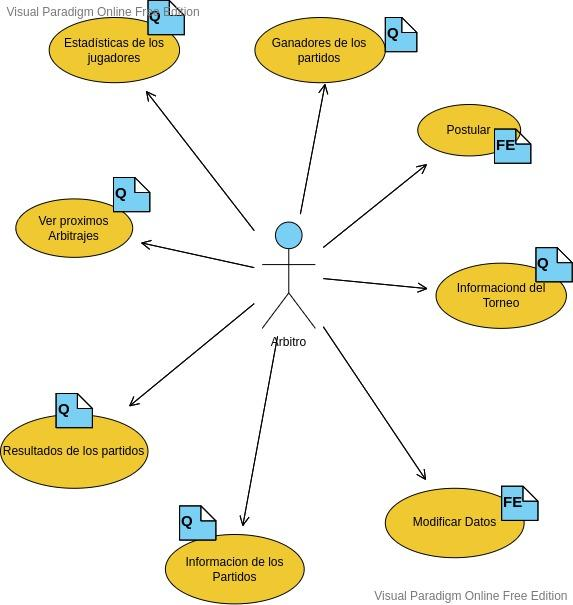 Visual Paradigm Online Free Edition
Q
Estadísticas de los
jugadores
Q
Ganadores de los
partidos
Postular
FE
Q
Ver proximos
Arbitrajes
Q
Informaciond del
Torneo
Arbitro
Q
Resultados de los partidos
FE
Modificar Datos
Q
Informacion de los
Partidos
Visual Paradigm Online Free Edition